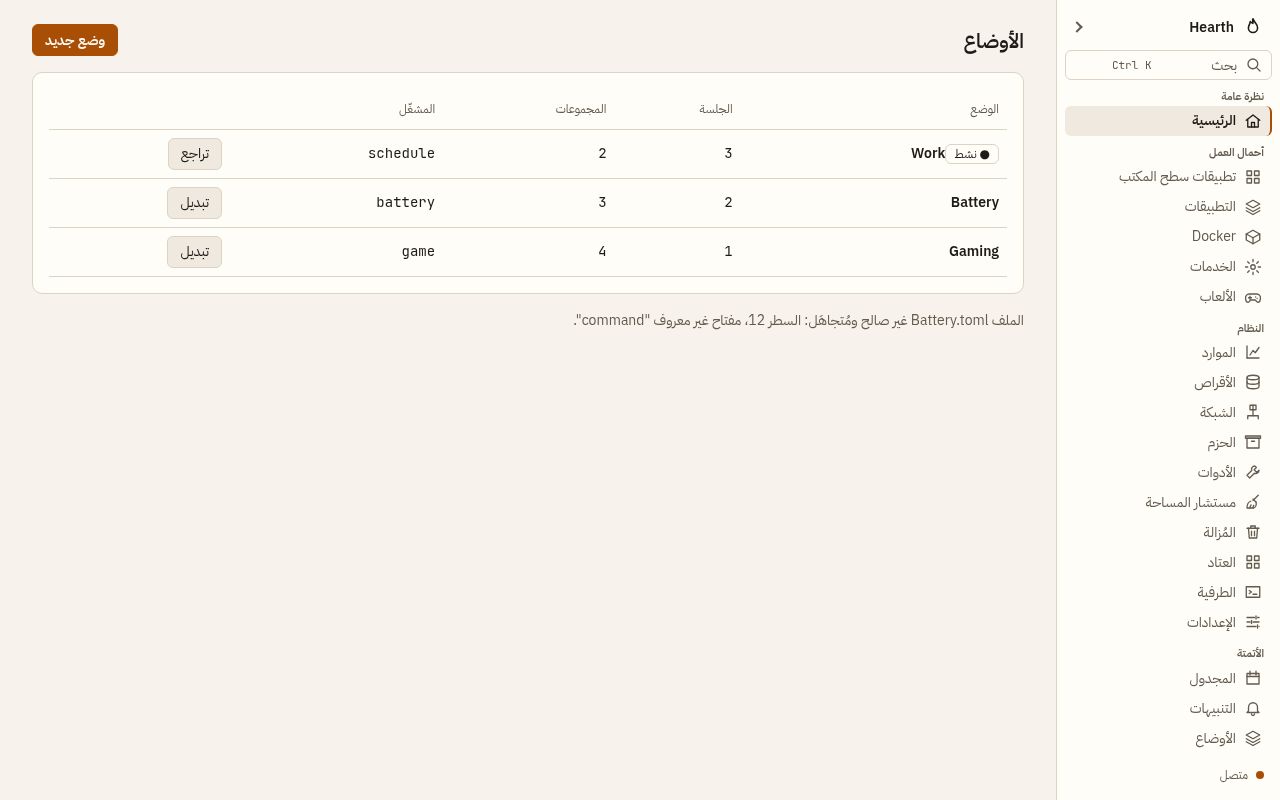 Hearth
بحث Ctrl K
نظرة عامة
الرئيسية
أحمال العمل
تطبيقات سطح المكتب
التطبيقات
Docker
الخدمات
الألعاب
النظام
الموارد
الأقراص
الشبكة
الحزم
الأدوات
مستشار المساحة
المُزالة
العتاد
الطرفية
الإعدادات
الأتمتة
المجدول
التنبيهات
الأوضاع
متصل
الأوضاع
وضع جديد
الوضع الجلسة المجموعات المشغّل
نشط Work 3 2 schedule تراجع
Battery 2 3 battery تبديل
Gaming 1 4 game تبديل
الملف Battery.toml غير صالح ومُتجاهَل: السطر 12، مفتاح غير معروف "command".